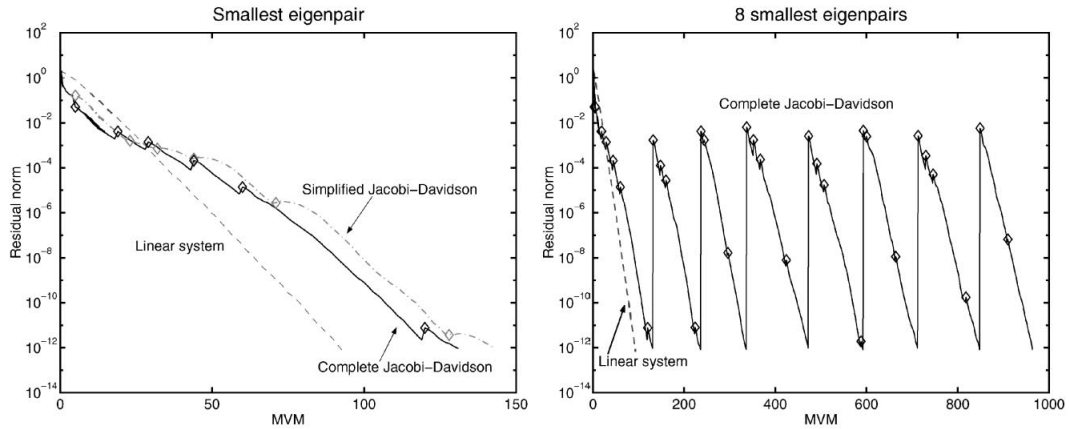 Smallest eigenpair
10^2
10^0
10^-2
10^-4
10^-6
10^-8
10^-10
10^-12
10^-14
Residual norm
Simplified Jacobi–Davidson
Linear system
Complete Jacobi–Davidson
0
50
100
150
MVM
8 smallest eigenpairs
10^2
10^0
10^-2
10^-4
10^-6
10^-8
10^-10
10^-12
10^-14
Residual norm
Complete Jacobi–Davidson
Linear system
0
200
400
600
800
1000
MVM